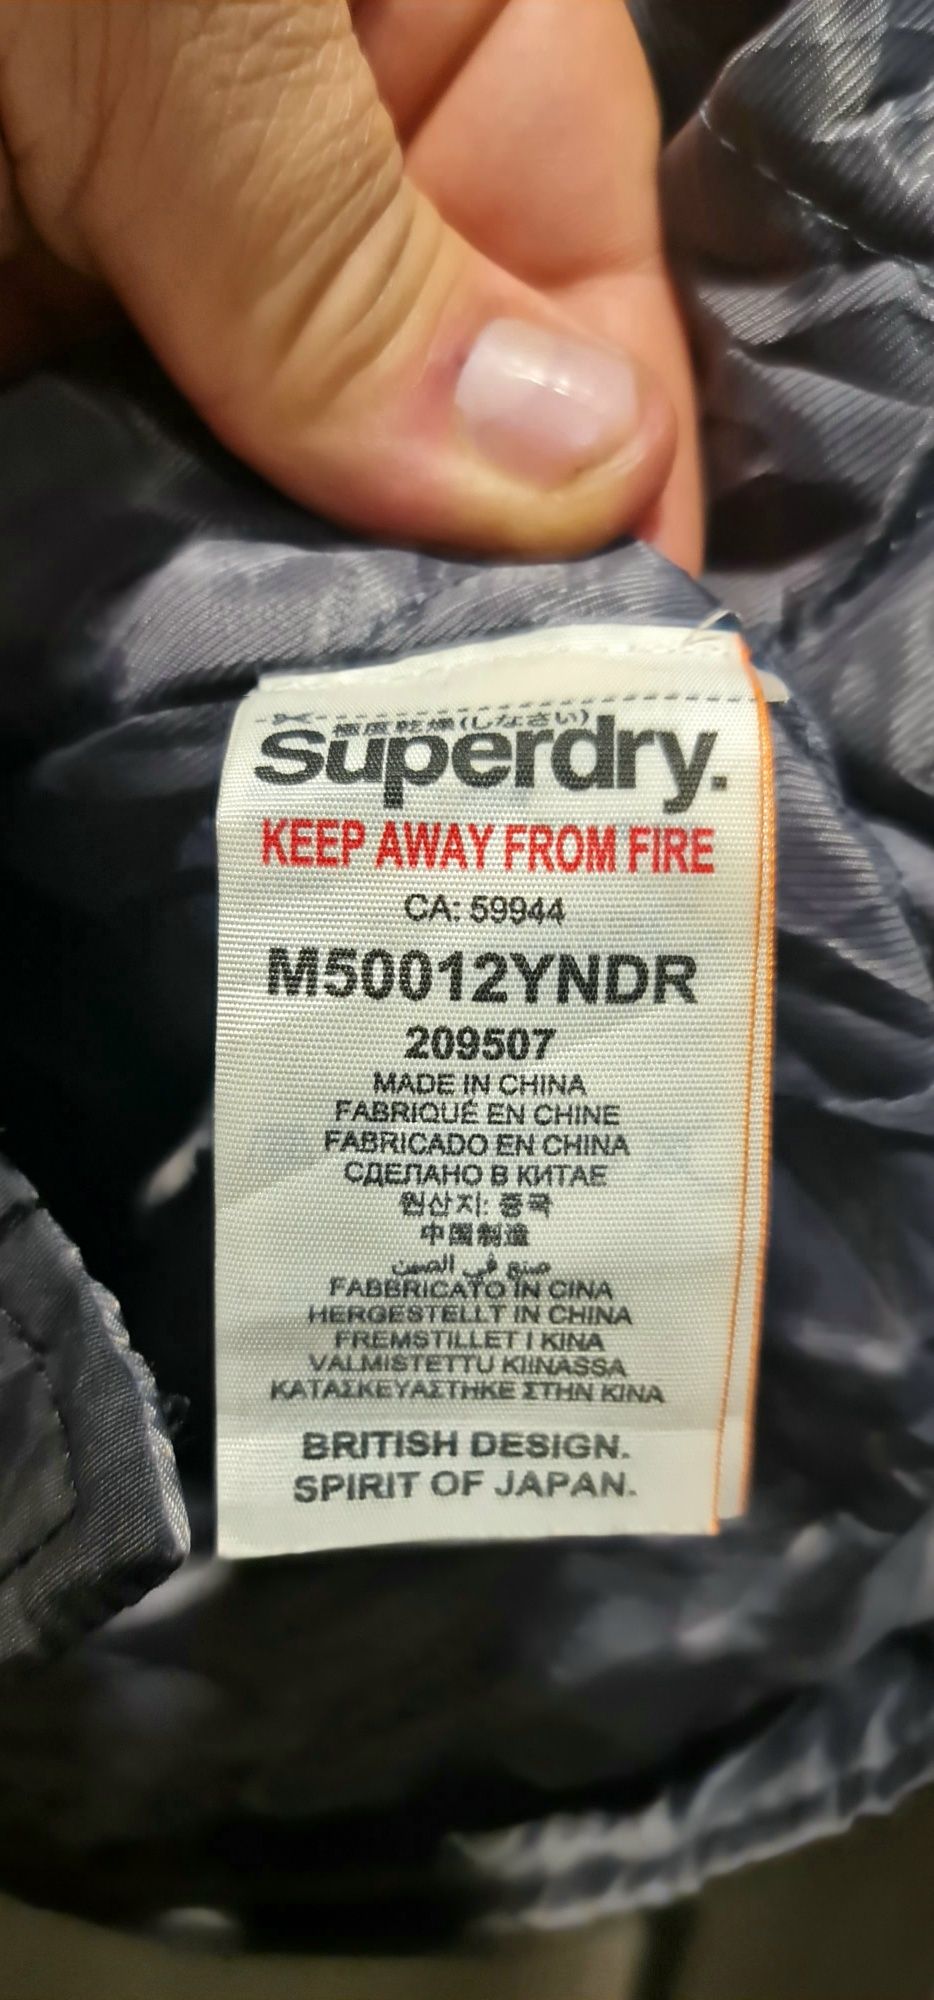 極度乾燥(しなさい)
Superdry.
KEEP AWAY FROM FIRE
CA: 59944
M50012YNDR
209507
MADE IN CHINA
FABRIQUÉ EN CHINE
FABRICADO EN CHINA
СДЕЛАНО В КИТАЕ
원산지: 중국
中国制造
صنع في الصين
FABBRICATO IN CINA
HERGESTELLT IN CHINA
FREMSTILLET I KINA
VALMISTETTU KIINASSA
ΚΑΤΑΣΚΕΥΑΣΤΗΚΕ ΣΤΗΝ ΚΙΝΑ
BRITISH DESIGN.
SPIRIT OF JAPAN.